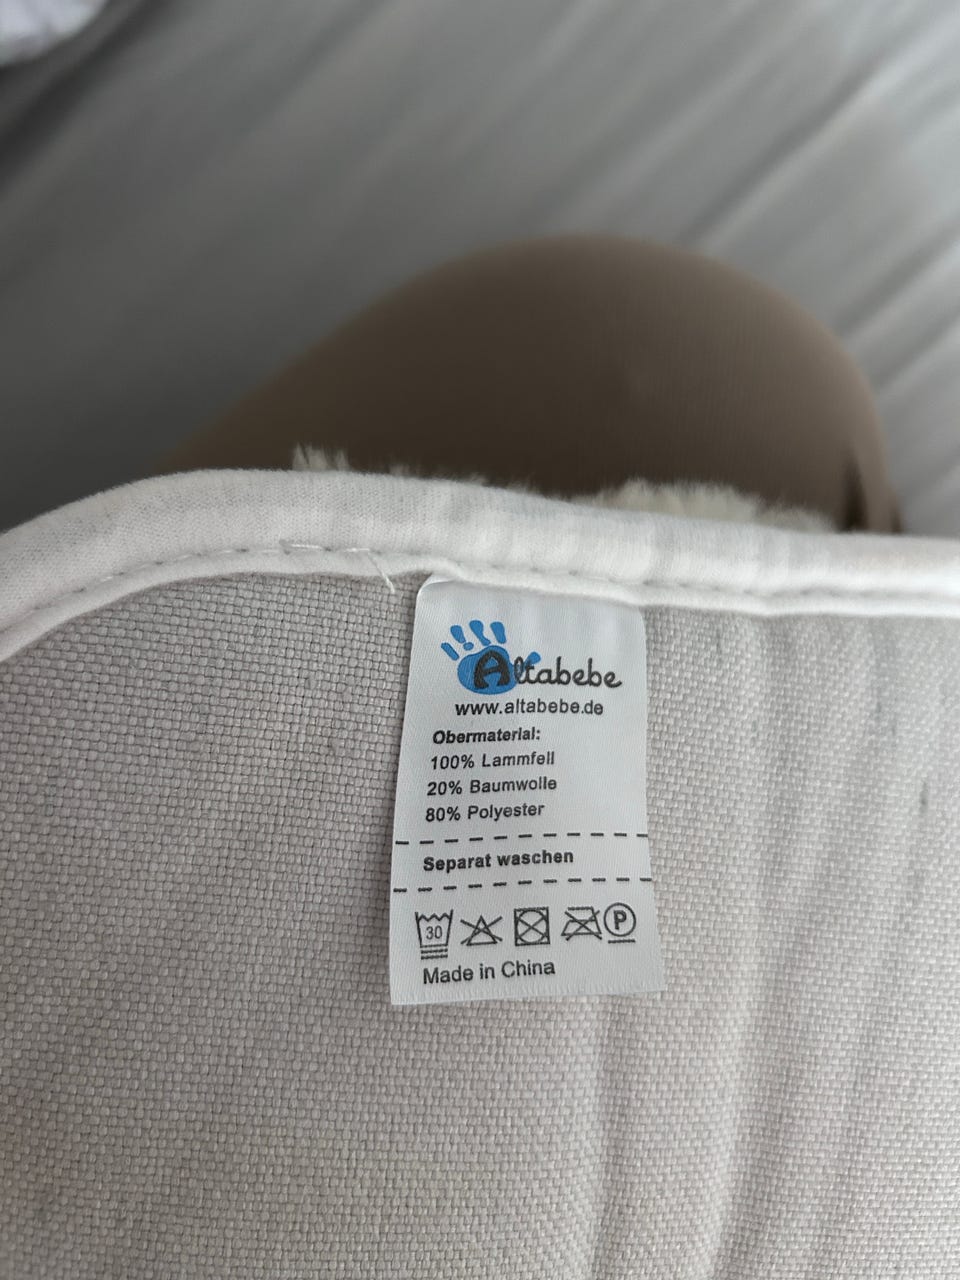 Altabebe
www.altabebe.de
Obermaterial:
100% Lammfell
20% Baumwolle
80% Polyester
Separat waschen
30
P
Made in China